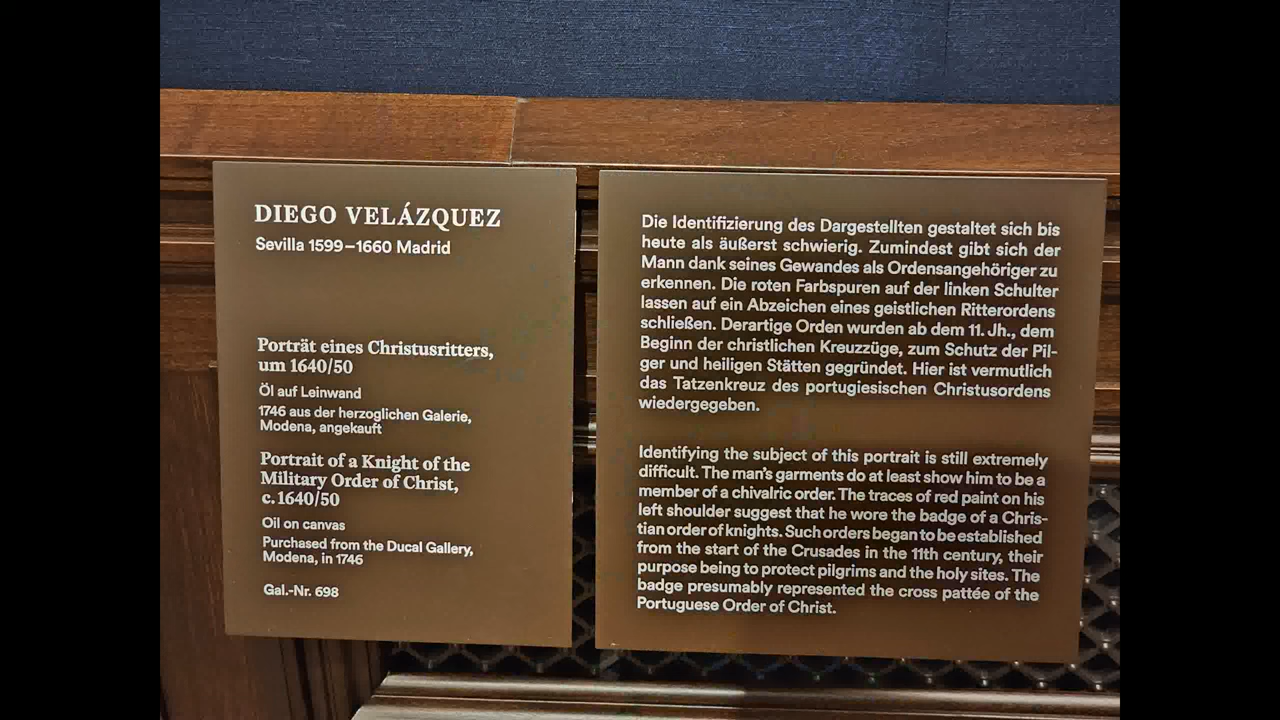 DIEGO VELÁZQUEZ
Sevilla 1599–1660 Madrid
Porträt eines Christusritters,
um 1640/50
Öl auf Leinwand
1746 aus der herzoglichen Galerie,
Modena, angekauft
Portrait of a Knight of the
Military Order of Christ,
c. 1640/50
Oil on canvas
Purchased from the Ducal Gallery,
Modena, in 1746
Gal.-Nr. 698
Die Identifizierung des Dargestellten gestaltet sich bis
heute als äußerst schwierig. Zumindest gibt sich der
Mann dank seines Gewandes als Ordensangehöriger zu
erkennen. Die roten Farbspuren auf der linken Schulter
lassen auf ein Abzeichen eines geistlichen Ritterordens
schließen. Derartige Orden wurden ab dem 11. Jh., dem
Beginn der christlichen Kreuzzüge, zum Schutz der Pil-
ger und heiligen Stätten gegründet. Hier ist vermutlich
das Tatzenkreuz des portugiesischen Christusordens
wiedergegeben.
Identifying the subject of this portrait is still extremely
difficult. The man's garments do at least show him to be a
member of a chivalric order. The traces of red paint on his
left shoulder suggest that he wore the badge of a Chris-
tian order of knights. Such orders began to be established
from the start of the Crusades in the 11th century, their
purpose being to protect pilgrims and the holy sites. The
badge presumably represented the cross pattée of the
Portuguese Order of Christ.